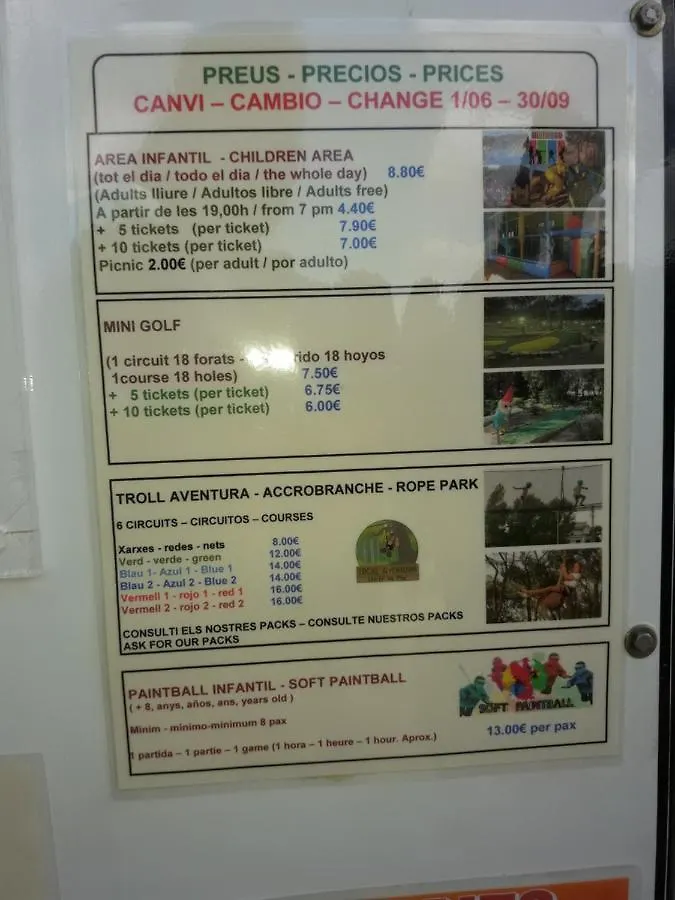 PREUS - PRECIOS - PRICES
CANVI – CAMBIO – CHANGE 1/06 – 30/09
AREA INFANTIL - CHILDREN AREA
(tot el dia / todo el dia / the whole day) 8.80€
(Adults lliure / Adultos libre / Adults free)
A partir de les 19,00h / from 7 pm 4.40€
+ 5 tickets (per ticket) 7.90€
+ 10 tickets (per ticket) 7.00€
Picnic 2.00€ (per adult / por adulto)
MINI GOLF
(1 circuit 18 forats - rido 18 hoyos
1course 18 holes) 7.50€
+ 5 tickets (per ticket) 6.75€
+ 10 tickets (per ticket) 6.00€
TROLL AVENTURA - ACCROBRANCHE - ROPE PARK
6 CIRCUITS – CIRCUITOS – COURSES
Xarxes - redes - nets 8.00€
Verd - verde - green 12.00€
Blau 1- Azul 1 - Blue 1 14.00€
Blau 2 - Azul 2 - Blue 2 14.00€
Vermell 1 - rojo 1 - red 1 16.00€
Vermell 2 - rojo 2 - red 2 16.00€
CONSULTI ELS NOSTRES PACKS – CONSULTE NUESTROS PACKS
ASK FOR OUR PACKS
PAINTBALL INFANTIL - SOFT PAINTBALL
( + 8, anys, años, ans, years old )
Minim - minimo-minimum 8 pax
1 partida – 1 partie – 1 game (1 hora – 1 heure – 1 hour. Aprox.)
SOFT PAINTBALL
13.00€ per pax